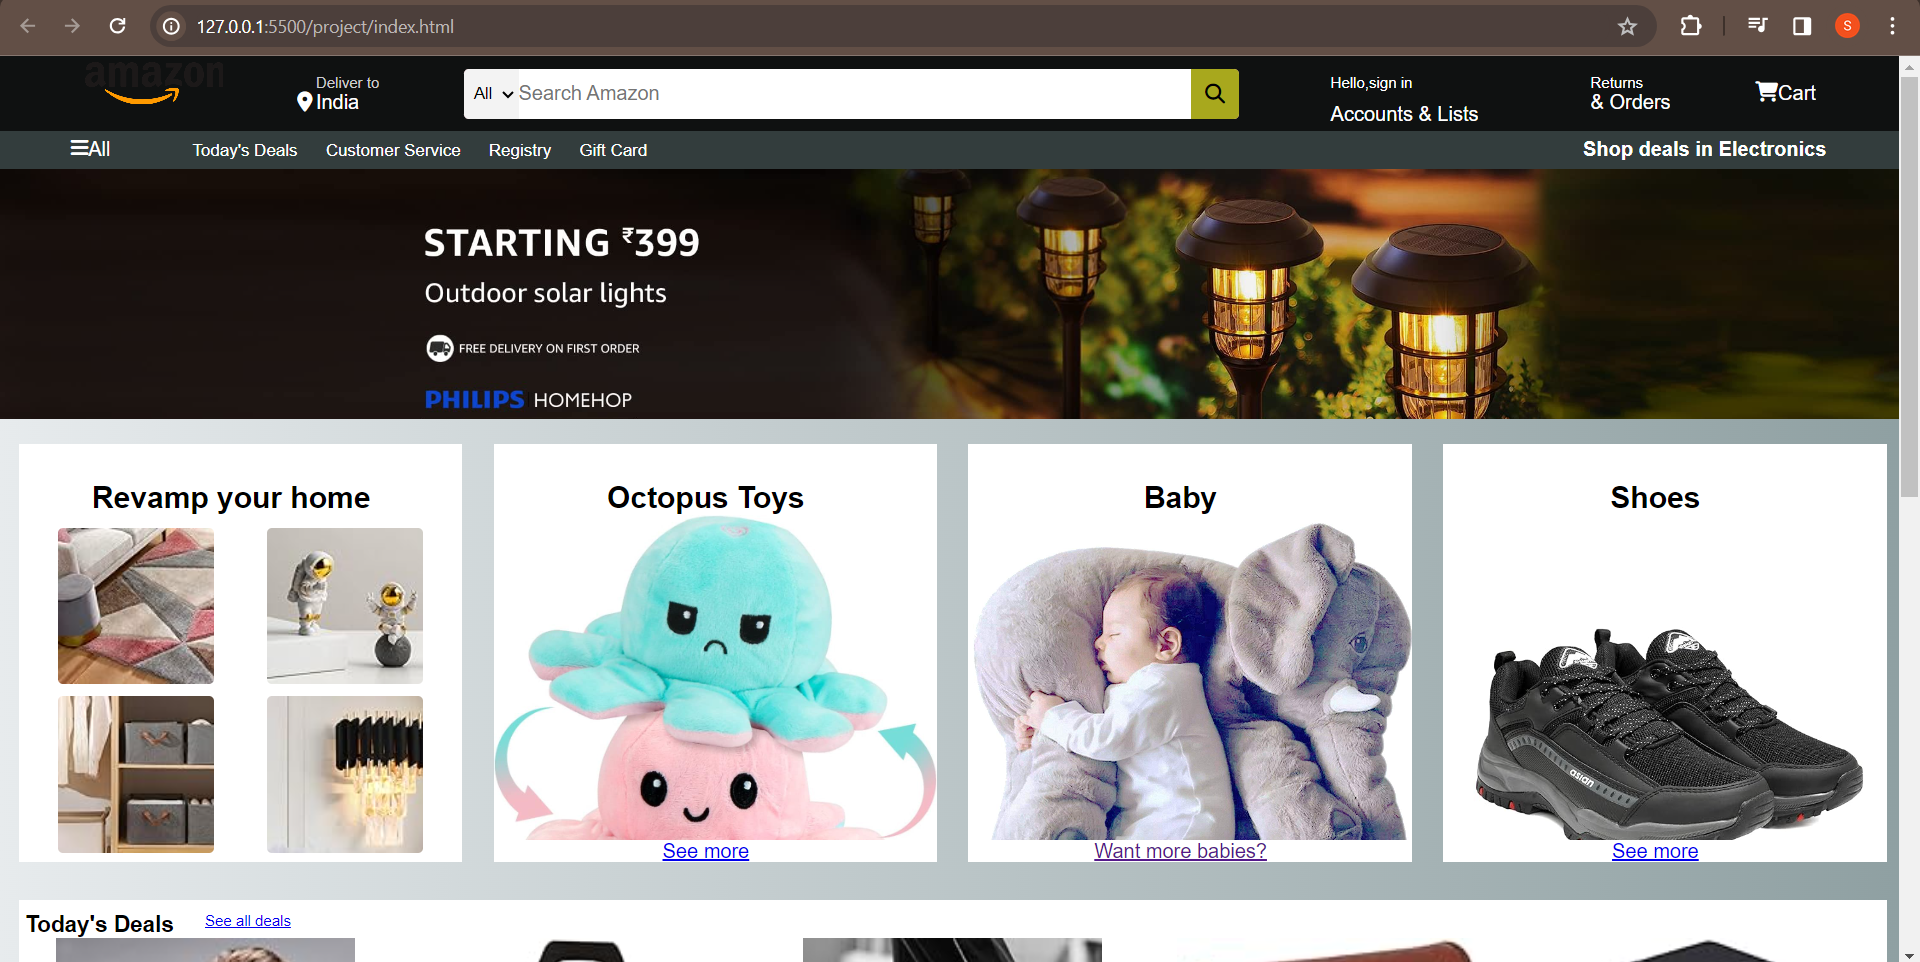 127.0.0.1:5500/project/index.html
S
amazon
Deliver to
India
All
Search Amazon
Hello,sign in
Accounts & Lists
Returns
& Orders
Cart
All
Today's Deals
Customer Service
Registry
Gift Card
Shop deals in Electronics
STARTING ₹399
Outdoor solar lights
FREE DELIVERY ON FIRST ORDER
PHILIPS HOMEHOP
Revamp your home
Octopus Toys
Baby
Shoes
asian
See more
Want more babies?
See more
Today's Deals
See all deals